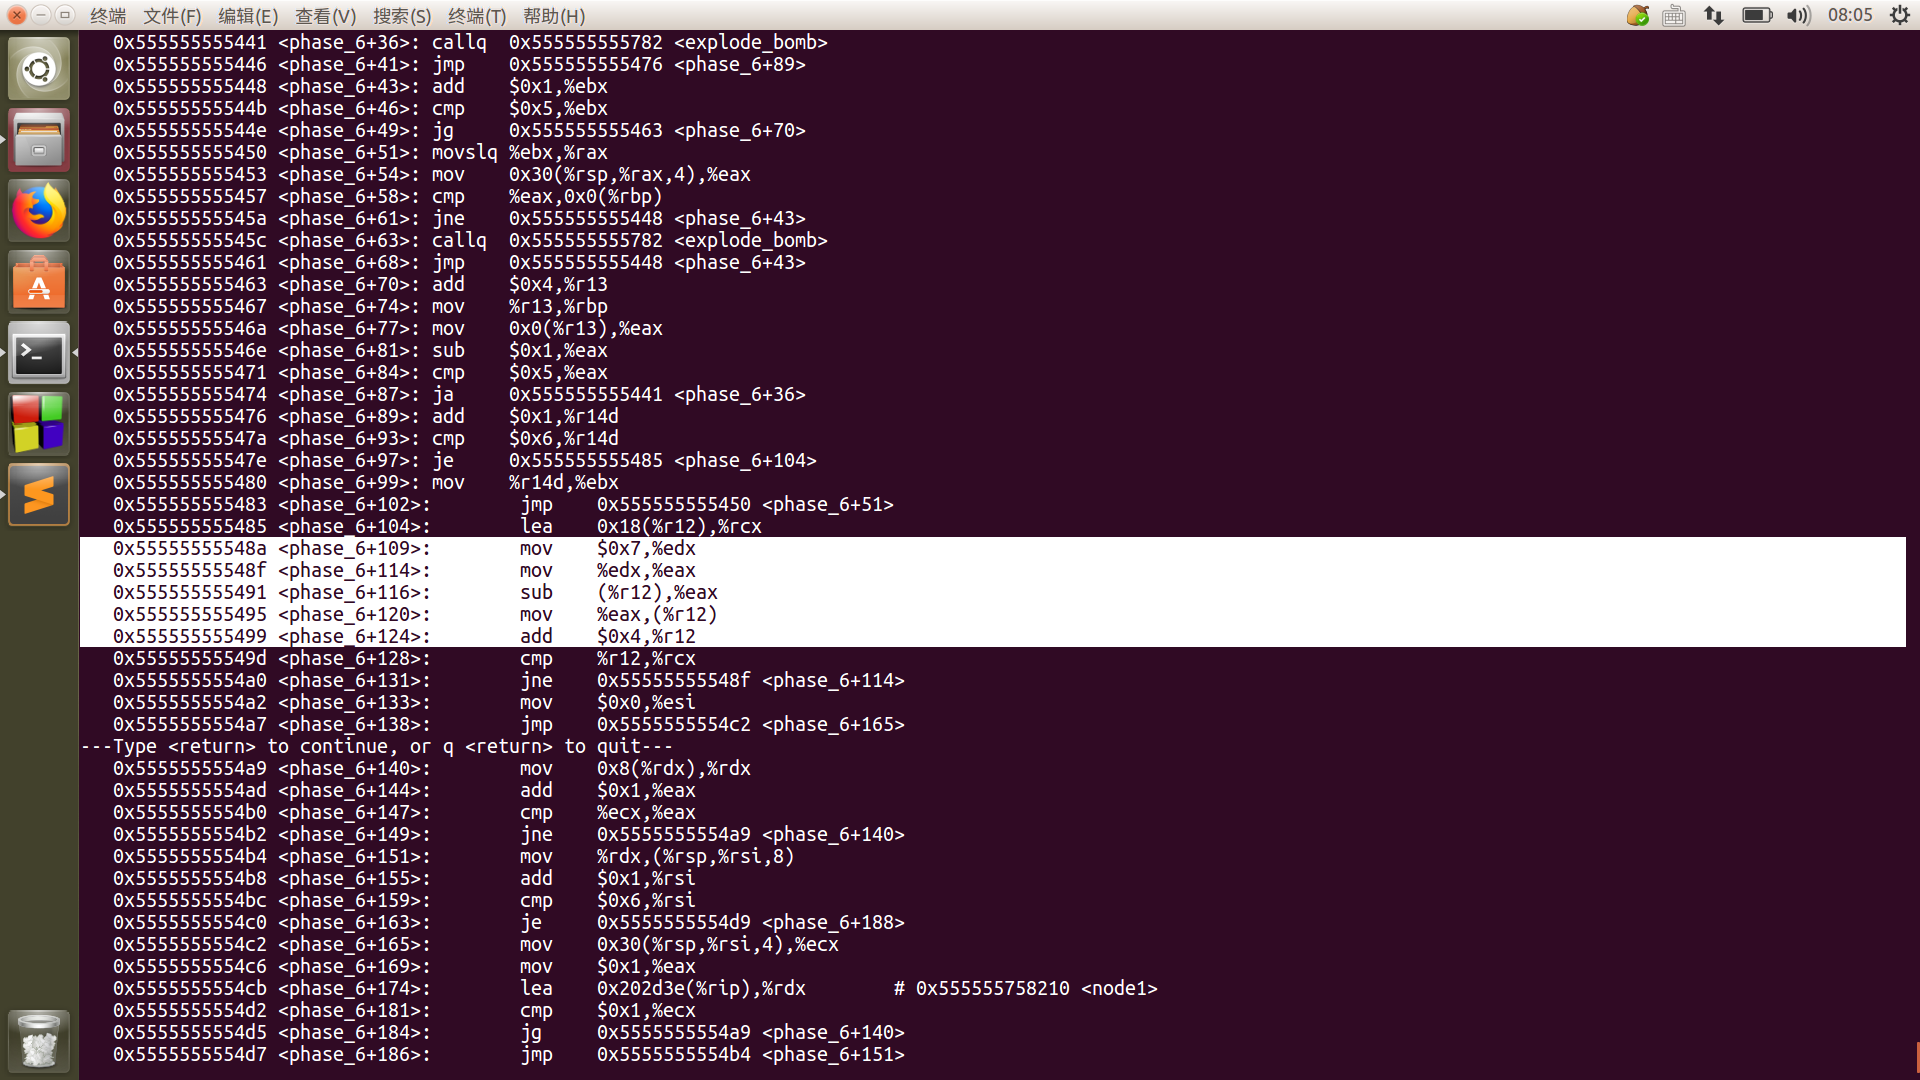 终端 文件(F) 编辑(E) 查看(V) 搜索(S) 终端(T) 帮助(H) 08:05
0x555555555441 <phase_6+36>: callq 0x555555555782 <explode_bomb>
0x555555555446 <phase_6+41>: jmp 0x555555555476 <phase_6+89>
0x555555555448 <phase_6+43>: add $0x1,%ebx
0x55555555544b <phase_6+46>: cmp $0x5,%ebx
0x55555555544e <phase_6+49>: jg 0x555555555463 <phase_6+70>
0x555555555450 <phase_6+51>: movslq %ebx,%rax
0x555555555453 <phase_6+54>: mov 0x30(%rsp,%rax,4),%eax
0x555555555457 <phase_6+58>: cmp %eax,0x0(%rbp)
0x55555555545a <phase_6+61>: jne 0x555555555448 <phase_6+43>
0x55555555545c <phase_6+63>: callq 0x555555555782 <explode_bomb>
0x555555555461 <phase_6+68>: jmp 0x555555555448 <phase_6+43>
0x555555555463 <phase_6+70>: add $0x4,%r13
0x555555555467 <phase_6+74>: mov %r13,%rbp
0x55555555546a <phase_6+77>: mov 0x0(%r13),%eax
0x55555555546e <phase_6+81>: sub $0x1,%eax
0x555555555471 <phase_6+84>: cmp $0x5,%eax
0x555555555474 <phase_6+87>: ja 0x555555555441 <phase_6+36>
0x555555555476 <phase_6+89>: add $0x1,%r14d
0x55555555547a <phase_6+93>: cmp $0x6,%r14d
0x55555555547e <phase_6+97>: je 0x555555555485 <phase_6+104>
0x555555555480 <phase_6+99>: mov %r14d,%ebx
0x555555555483 <phase_6+102>: jmp 0x555555555450 <phase_6+51>
0x555555555485 <phase_6+104>: lea 0x18(%r12),%rcx
0x55555555548a <phase_6+109>: mov $0x7,%edx
0x55555555548f <phase_6+114>: mov %edx,%eax
0x555555555491 <phase_6+116>: sub (%r12),%eax
0x555555555495 <phase_6+120>: mov %eax,(%r12)
0x555555555499 <phase_6+124>: add $0x4,%r12
0x55555555549d <phase_6+128>: cmp %r12,%rcx
0x5555555554a0 <phase_6+131>: jne 0x55555555548f <phase_6+114>
0x5555555554a2 <phase_6+133>: mov $0x0,%esi
0x5555555554a7 <phase_6+138>: jmp 0x5555555554c2 <phase_6+165>
---Type <return> to continue, or q <return> to quit---
0x5555555554a9 <phase_6+140>: mov 0x8(%rdx),%rdx
0x5555555554ad <phase_6+144>: add $0x1,%eax
0x5555555554b0 <phase_6+147>: cmp %ecx,%eax
0x5555555554b2 <phase_6+149>: jne 0x5555555554a9 <phase_6+140>
0x5555555554b4 <phase_6+151>: mov %rdx,(%rsp,%rsi,8)
0x5555555554b8 <phase_6+155>: add $0x1,%rsi
0x5555555554bc <phase_6+159>: cmp $0x6,%rsi
0x5555555554c0 <phase_6+163>: je 0x5555555554d9 <phase_6+188>
0x5555555554c2 <phase_6+165>: mov 0x30(%rsp,%rsi,4),%ecx
0x5555555554c6 <phase_6+169>: mov $0x1,%eax
0x5555555554cb <phase_6+174>: lea 0x202d3e(%rip),%rdx # 0x555555758210 <node1>
0x5555555554d2 <phase_6+181>: cmp $0x1,%ecx
0x5555555554d5 <phase_6+184>: jg 0x5555555554a9 <phase_6+140>
0x5555555554d7 <phase_6+186>: jmp 0x5555555554b4 <phase_6+151>